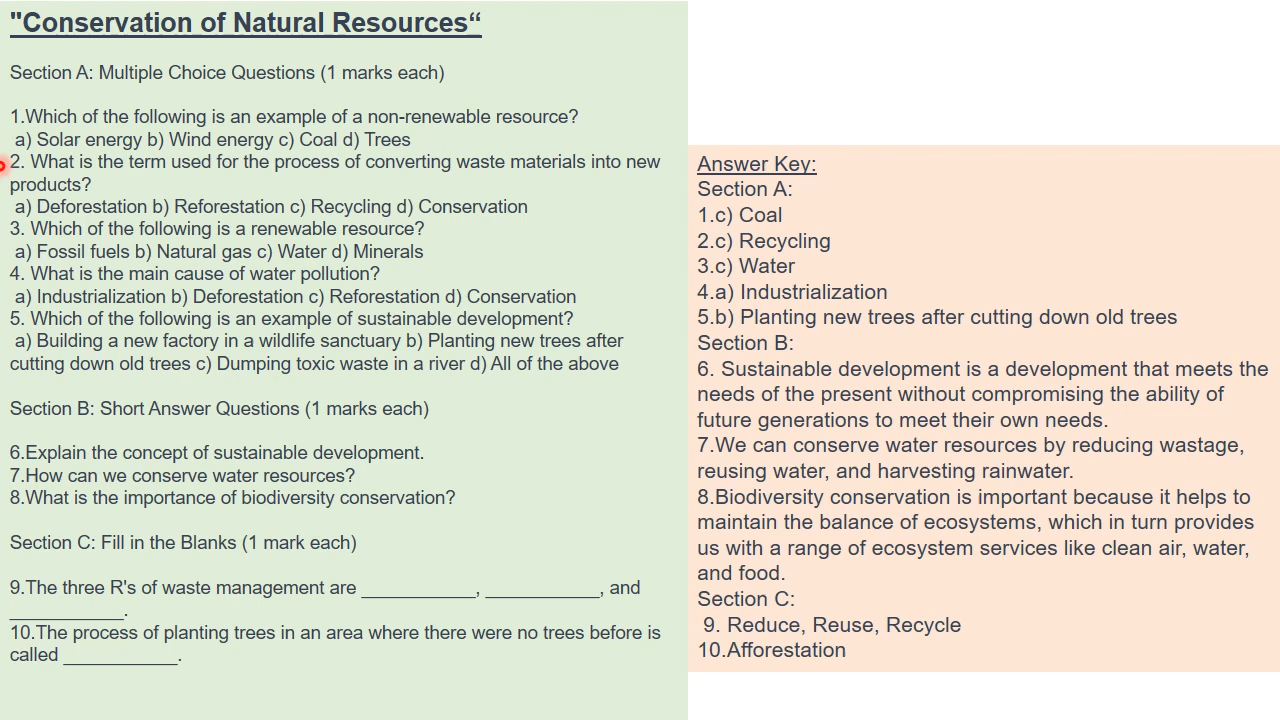 "Conservation of Natural Resources“
Section A: Multiple Choice Questions (1 marks each)
1.Which of the following is an example of a non-renewable resource?
a) Solar energy b) Wind energy c) Coal d) Trees
2. What is the term used for the process of converting waste materials into new
products?
a) Deforestation b) Reforestation c) Recycling d) Conservation
3. Which of the following is a renewable resource?
a) Fossil fuels b) Natural gas c) Water d) Minerals
4. What is the main cause of water pollution?
a) Industrialization b) Deforestation c) Reforestation d) Conservation
5. Which of the following is an example of sustainable development?
a) Building a new factory in a wildlife sanctuary b) Planting new trees after
cutting down old trees c) Dumping toxic waste in a river d) All of the above
Section B: Short Answer Questions (1 marks each)
6.Explain the concept of sustainable development.
7.How can we conserve water resources?
8.What is the importance of biodiversity conservation?
Section C: Fill in the Blanks (1 mark each)
9.The three R's of waste management are ___________, ___________, and
___________.
10.The process of planting trees in an area where there were no trees before is
called ___________.
Answer Key:
Section A:
1.c) Coal
2.c) Recycling
3.c) Water
4.a) Industrialization
5.b) Planting new trees after cutting down old trees
Section B:
6. Sustainable development is a development that meets the
needs of the present without compromising the ability of
future generations to meet their own needs.
7.We can conserve water resources by reducing wastage,
reusing water, and harvesting rainwater.
8.Biodiversity conservation is important because it helps to
maintain the balance of ecosystems, which in turn provides
us with a range of ecosystem services like clean air, water,
and food.
Section C:
9. Reduce, Reuse, Recycle
10.Afforestation